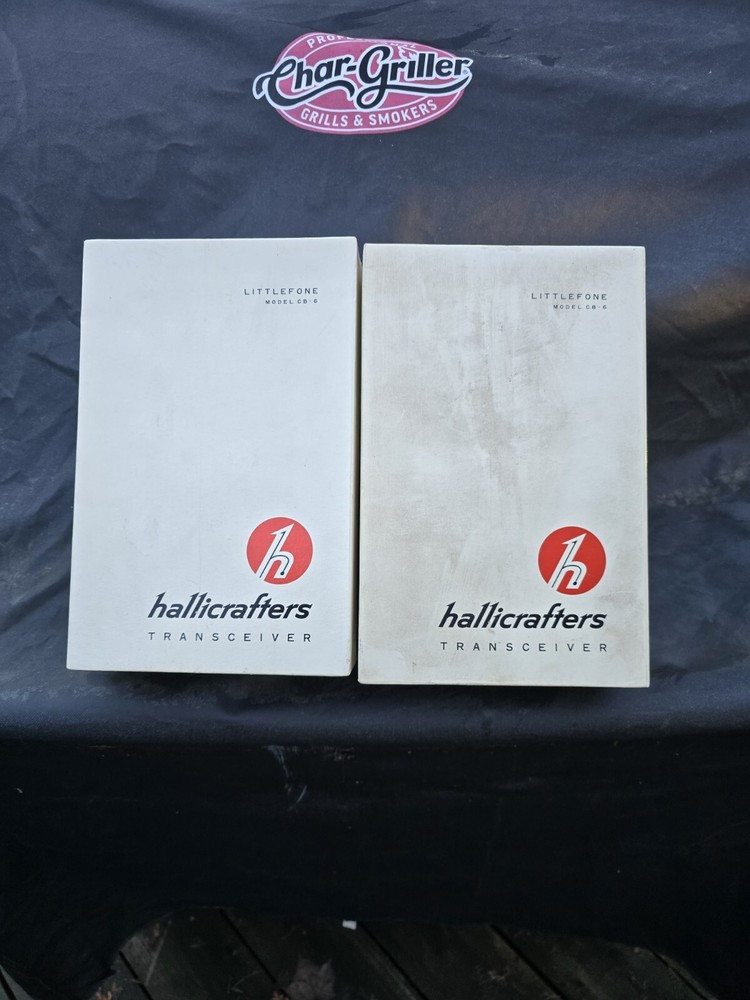 PROFESSIONAL
Char-Griller
GRILLS & SMOKERS
LITTLEFONE
MODEL CB-6
h
hallicrafters
TRANSCEIVER
LITTLEFONE
MODEL CB-6
h
hallicrafters
TRANSCEIVER